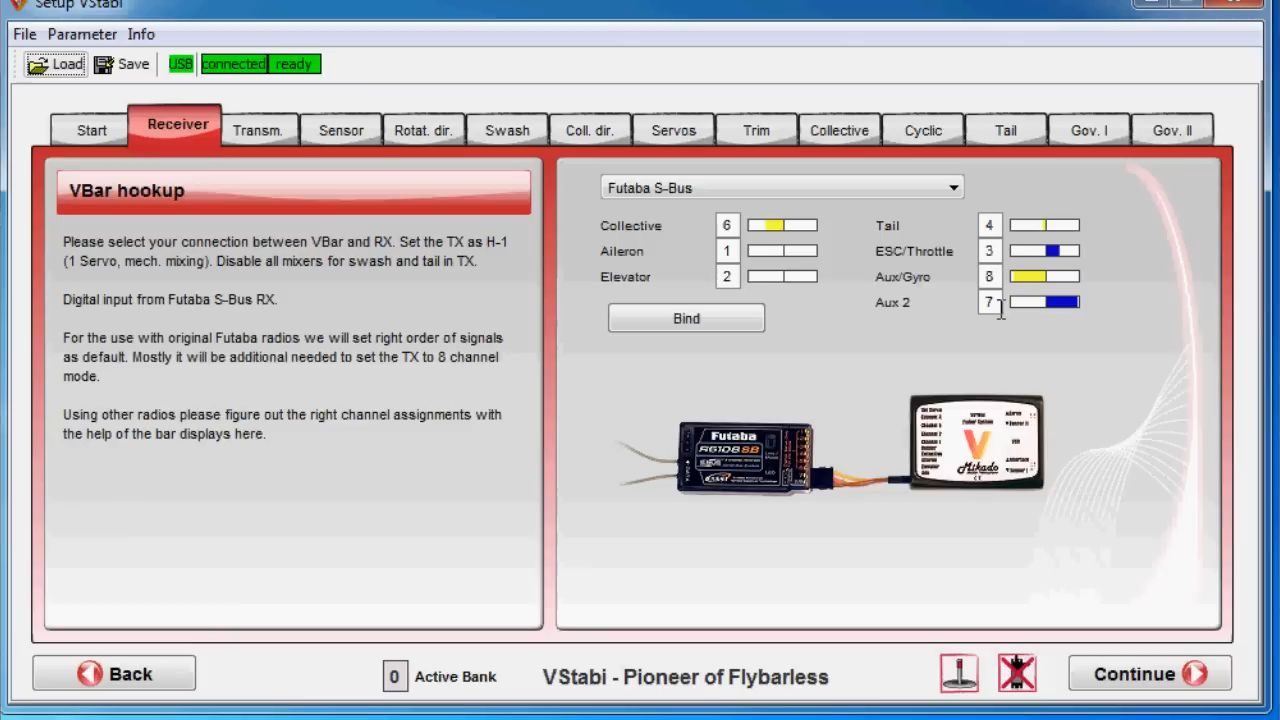 Setup VStabi
File Parameter Info
Load Save USB connected ready
Start Receiver Transm. Sensor Rotat. dir. Swash Coll. dir. Servos Trim Collective Cyclic Tail Gov. I Gov. II
VBar hookup
Please select your connection between VBar and RX. Set the TX as H-1
(1 Servo, mech. mixing). Disable all mixers for swash and tail in TX.
Digital input from Futaba S-Bus RX.
For the use with original Futaba radios we will set right order of signals
as default. Mostly it will be additional needed to set the TX to 8 channel
mode.
Using other radios please figure out the right channel assignments with
the help of the bar displays here.
Futaba S-Bus
Collective 6 Tail 4
Aileron 1 ESC/Throttle 3
Elevator 2 Aux/Gyro 8
Aux 2 7
Bind
Futaba
R6108SB
Mikado
Back 0 Active Bank VStabi - Pioneer of Flybarless Continue